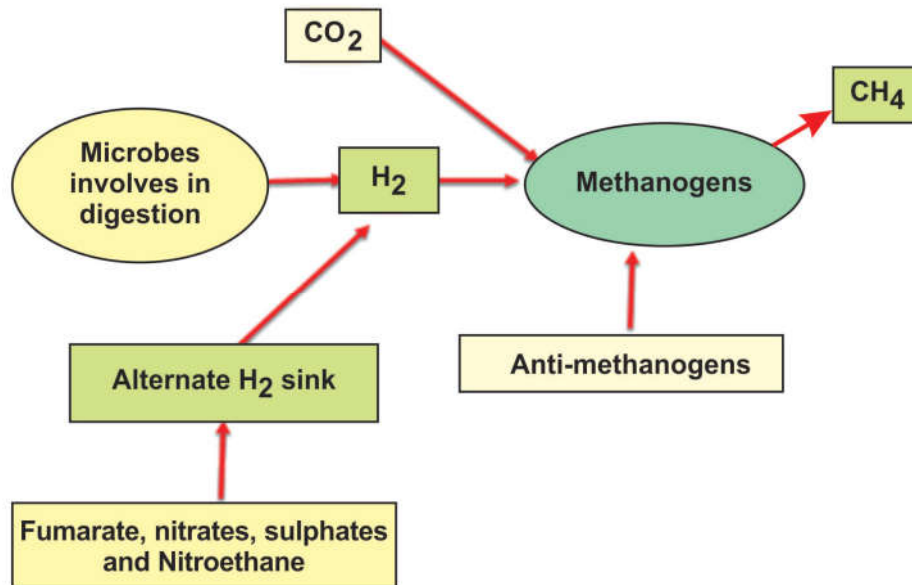 CO2
CH4
Microbes
involves in
digestion
H2
Methanogens
Alternate H2 sink
Anti-methanogens
Fumarate, nitrates, sulphates
and Nitroethane